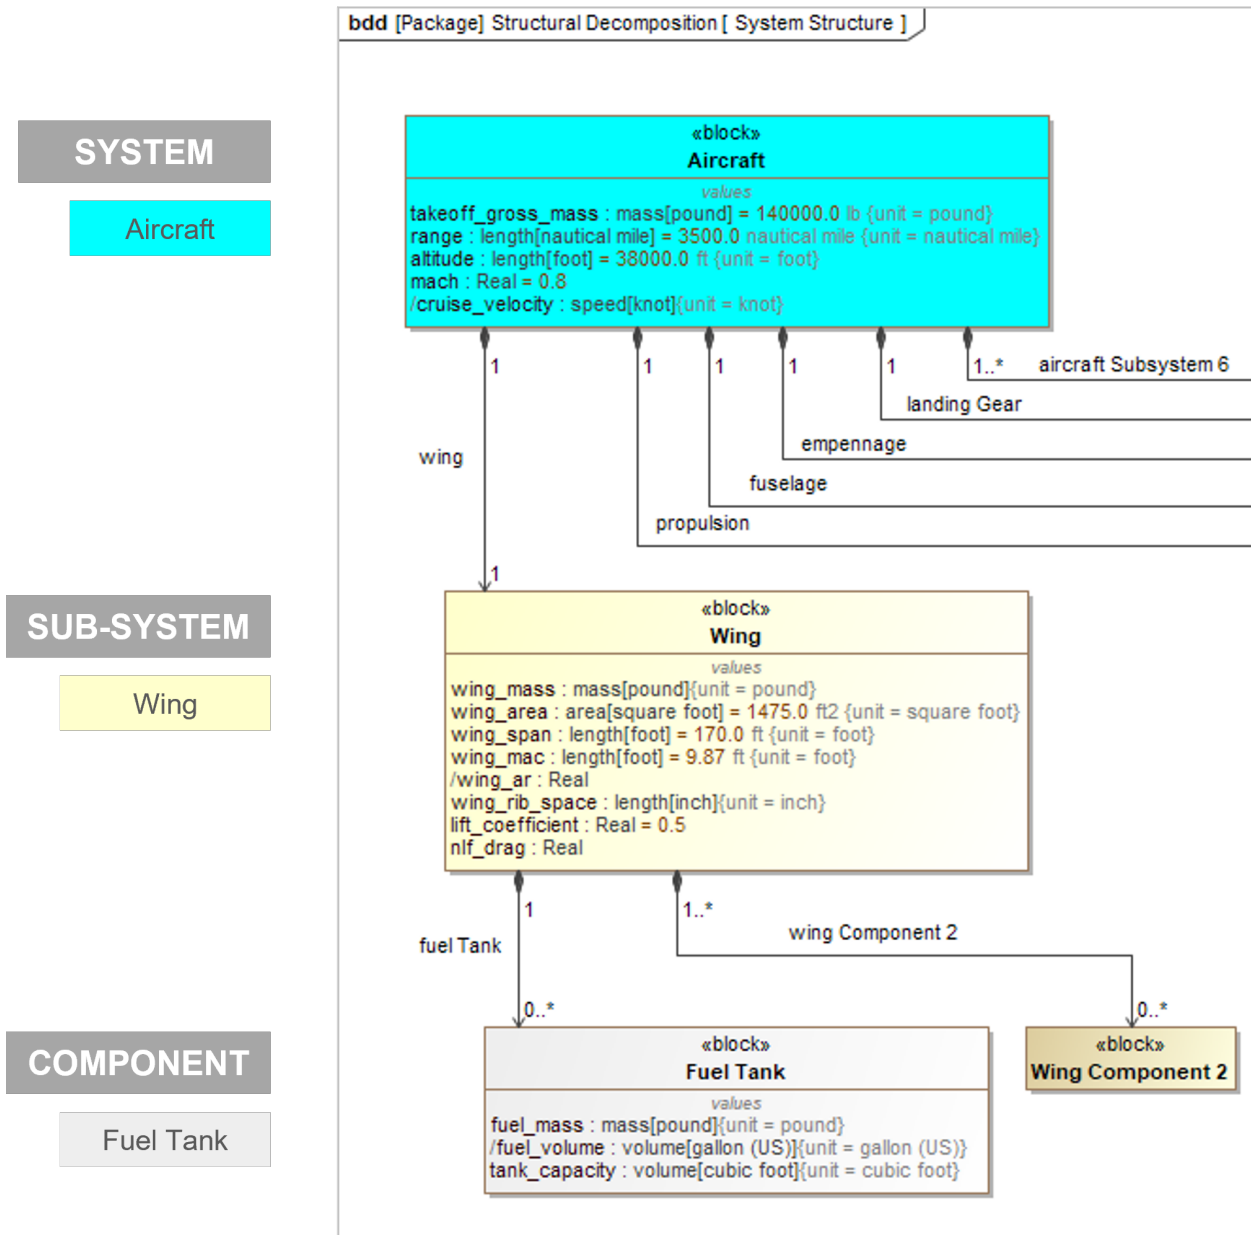 bdd [Package] Structural Decomposition [ System Structure ]
SYSTEM
Aircraft
«block»
Aircraft
values
takeoff_gross_mass : mass[pound] = 140000.0 lb {unit = pound}
range : length[nautical mile] = 3500.0 nautical mile {unit = nautical mile}
altitude : length[foot] = 38000.0 ft {unit = foot}
mach : Real = 0.8
/cruise_velocity : speed[knot]{unit = knot}
1
1
1
1
1
1..*
aircraft Subsystem 6
landing Gear
empennage
wing
fuselage
propulsion
1
SUB-SYSTEM
Wing
«block»
Wing
values
wing_mass : mass[pound]{unit = pound}
wing_area : area[square foot] = 1475.0 ft2 {unit = square foot}
wing_span : length[foot] = 170.0 ft {unit = foot}
wing_mac : length[foot] = 9.87 ft {unit = foot}
/wing_ar : Real
wing_rib_space : length[inch]{unit = inch}
lift_coefficient : Real = 0.5
nlf_drag : Real
1
1..*
wing Component 2
fuel Tank
0..*
0..*
COMPONENT
Fuel Tank
«block»
Fuel Tank
values
fuel_mass : mass[pound]{unit = pound}
/fuel_volume : volume[gallon (US)]{unit = gallon (US)}
tank_capacity : volume[cubic foot]{unit = cubic foot}
«block»
Wing Component 2